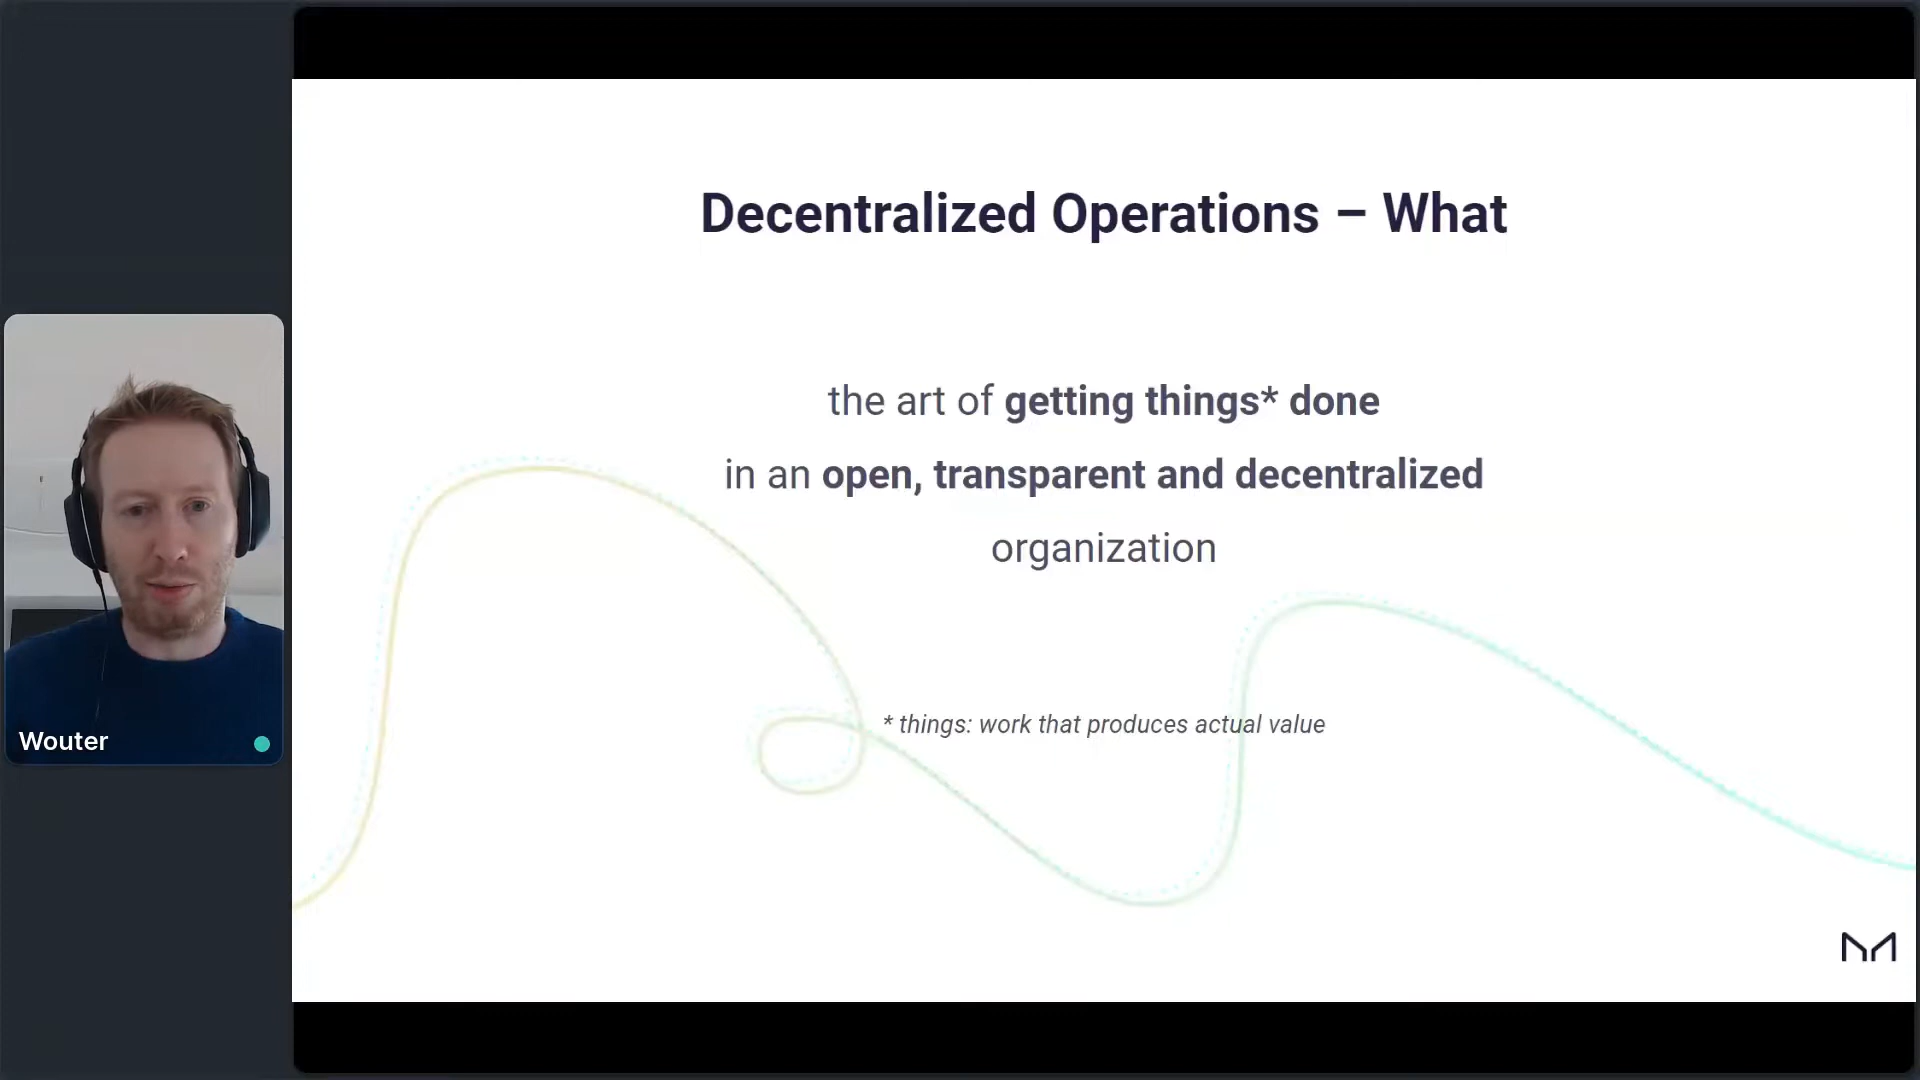 Decentralized Operations – What
the art of getting things* done
in an open, transparent and decentralized
organization
* things: work that produces actual value
Wouter